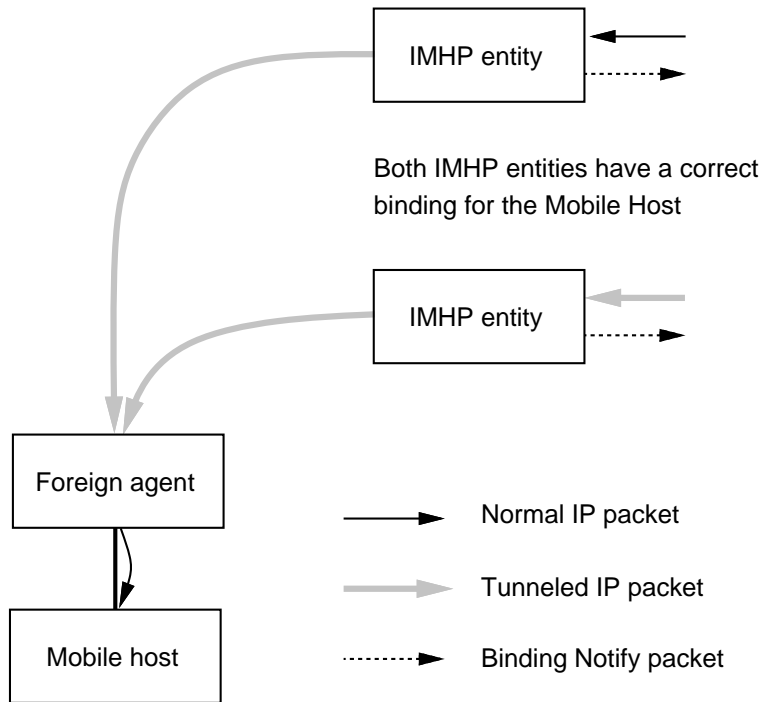 IMHP entity
Both IMHP entities have a correct
binding for the Mobile Host
IMHP entity
Foreign agent
Mobile host
Normal IP packet
Tunneled IP packet
Binding Notify packet